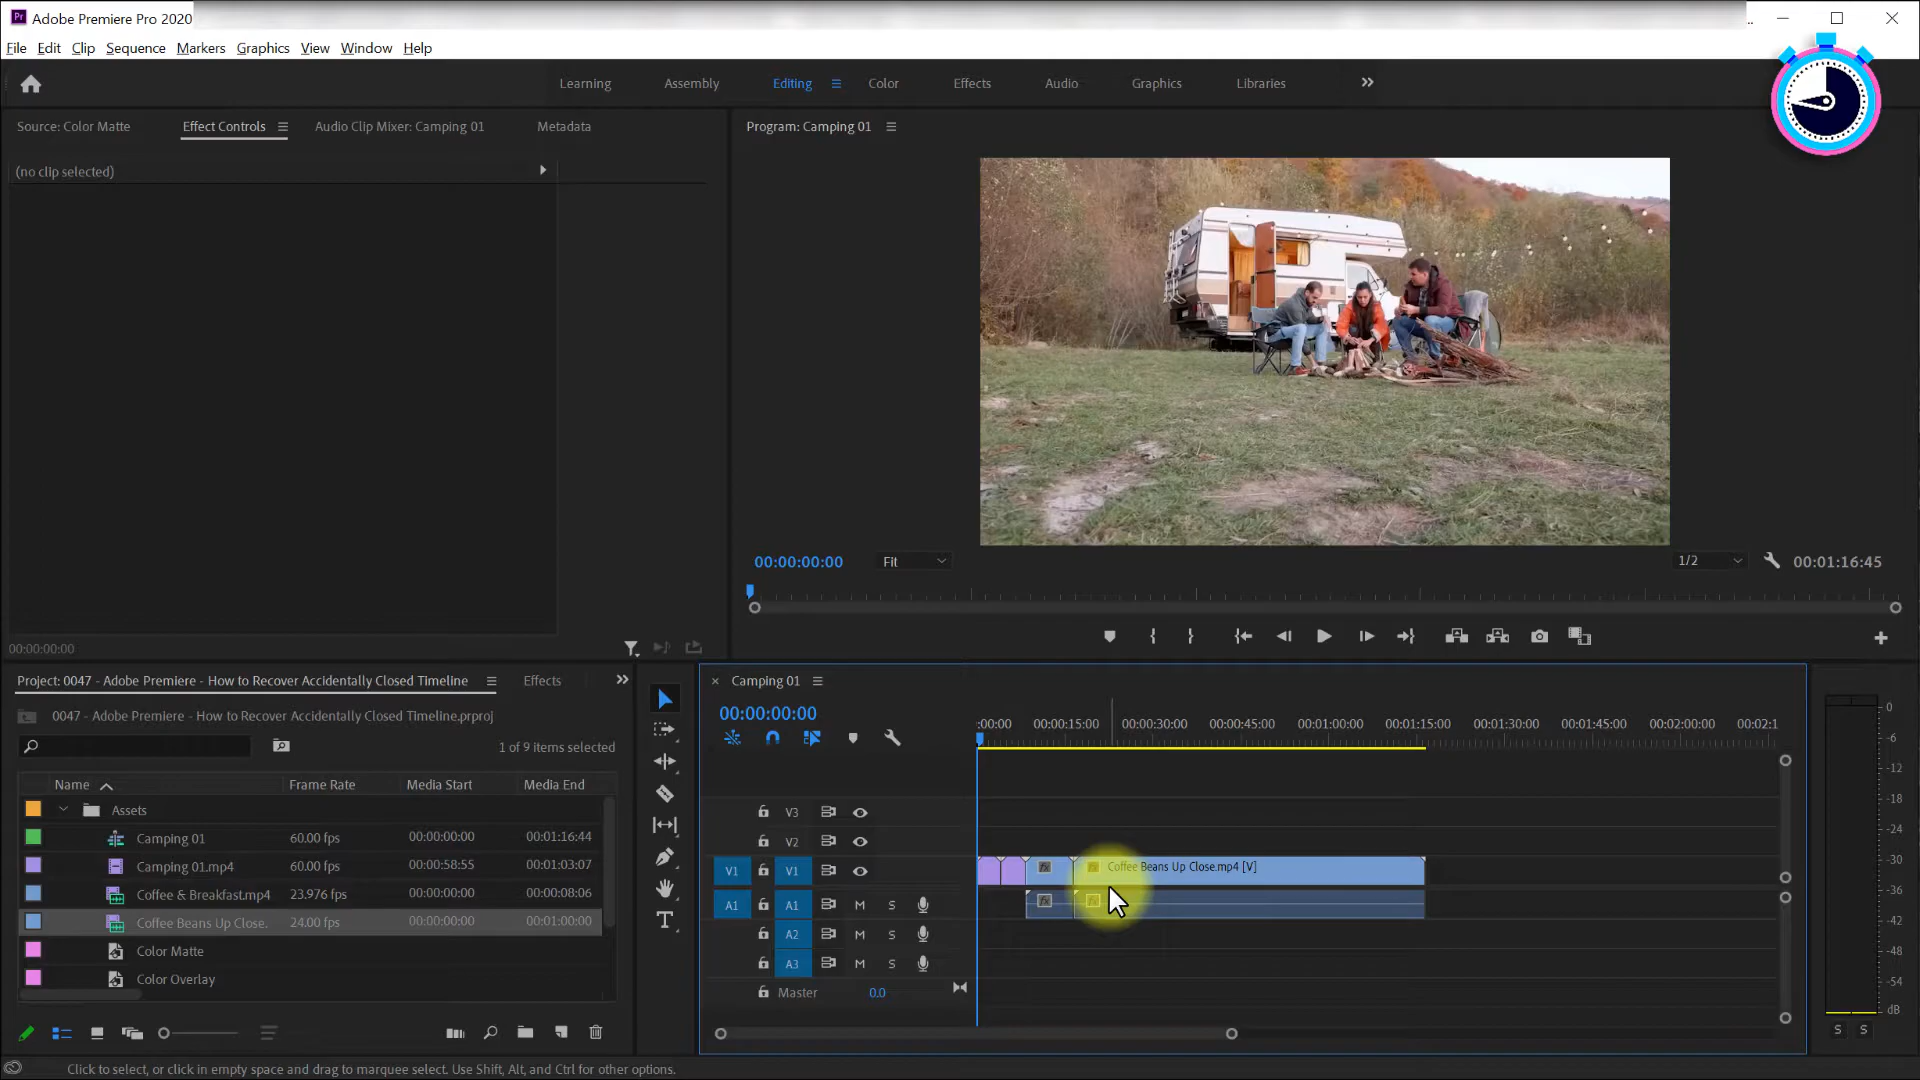 Adobe Premiere Pro 2020
File Edit Clip Sequence Markers Graphics View Window Help
Learning Assembly Editing Color Effects Audio Graphics Libraries
Source: Color Matte Effect Controls Audio Clip Mixer: Camping 01 Metadata
Program: Camping 01
(no clip selected)
00:00:00:00 Fit 1/2 00:01:16:45
00:00:00:00
Project: 0047 - Adobe Premiere - How to Recover Accidentally Closed Timeline Effects
0047 - Adobe Premiere - How to Recover Accidentally Closed Timeline.prproj
1 of 9 items selected
Name Frame Rate Media Start Media End
Assets
Camping 01 60.00 fps 00:00:00:00 00:01:16:44
Camping 01.mp4 60.00 fps 00:00:58:55 00:01:03:07
Coffee & Breakfast.mp4 23.976 fps 00:00:00:00 00:00:08:06
Coffee Beans Up Close. 24.00 fps 00:00:00:00 00:01:00:00
Color Matte
Color Overlay
Camping 01
00:00:00:00
:00:00 00:00:15:00 00:00:30:00 00:00:45:00 00:01:00:00 00:01:15:00 00:01:30:00 00:01:45:00 00:02:00:00 00:02:1
V3
V2
V1 V1 fx fx Coffee Beans Up Close.mp4 [V]
A1 A1 M S
A2 M S
A3 M S
Master 0.0
0
-6
-12
-18
-24
-30
-36
-42
-48
-54
dB
S S
Click to select, or click in empty space and drag to marquee select. Use Shift, Alt, and Ctrl for other options.